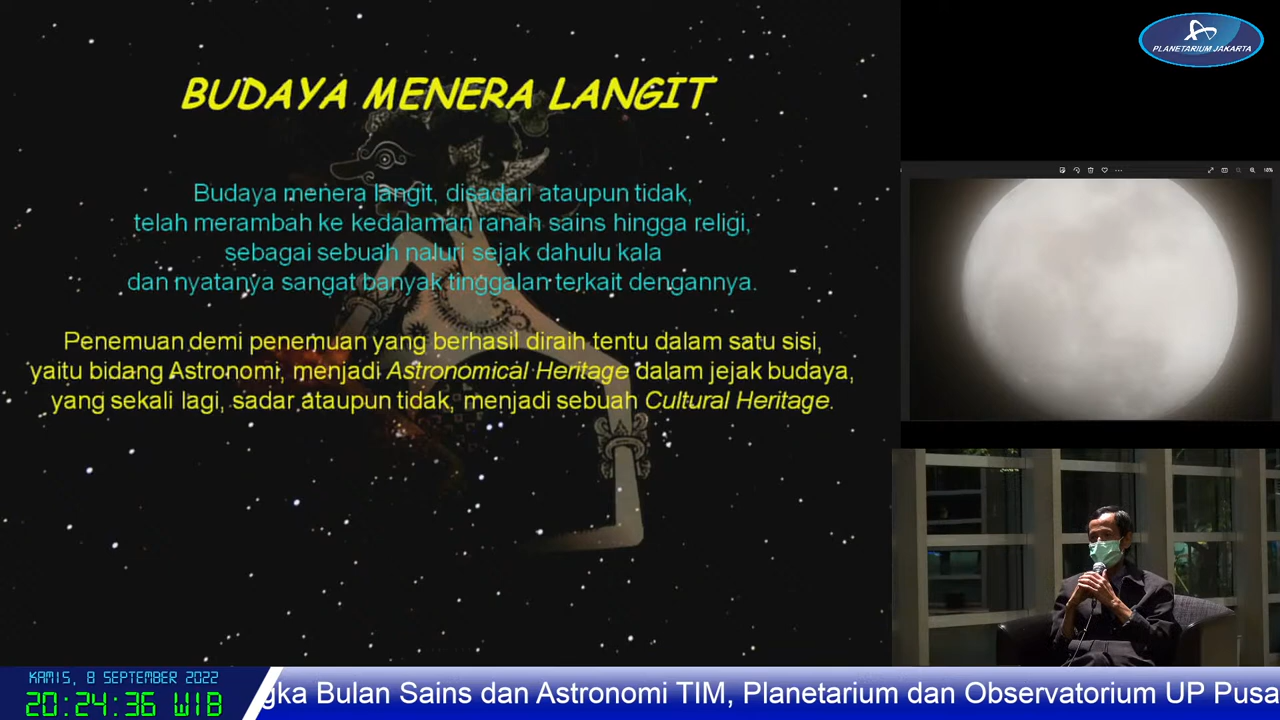 BUDAYA MENERA LANGIT
Budaya menera langit, disadari ataupun tidak,
telah merambah ke kedalaman ranah sains hingga religi,
sebagai sebuah naluri sejak dahulu kala
dan nyatanya sangat banyak tinggalan terkait dengannya.
Penemuan demi penemuan yang berhasil diraih tentu dalam satu sisi,
yaitu bidang Astronomi, menjadi Astronomical Heritage dalam jejak budaya,
yang sekali lagi, sadar ataupun tidak, menjadi sebuah Cultural Heritage.
PLANETARIUM JAKARTA
KAMIS, 8 SEPTEMBER 2022
20:24:36 WIB
gka Bulan Sains dan Astronomi TIM, Planetarium dan Observatorium UP Pusa